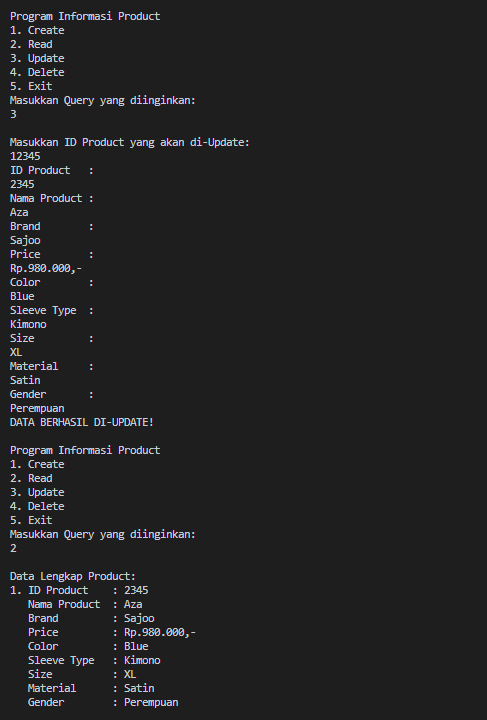 Program Informasi Product
1. Create
2. Read
3. Update
4. Delete
5. Exit
Masukkan Query yang diinginkan:
3

Masukkan ID Product yang akan di-Update:
12345
ID Product   :
2345
Nama Product :
Aza
Brand        :
Sajoo
Price        :
Rp.980.000,-
Color        :
Blue
Sleeve Type  :
Kimono
Size         :
XL
Material     :
Satin
Gender       :
Perempuan
DATA BERHASIL DI-UPDATE!

Program Informasi Product
1. Create
2. Read
3. Update
4. Delete
5. Exit
Masukkan Query yang diinginkan:
2

Data Lengkap Product:
1. ID Product    : 2345
   Nama Product  : Aza
   Brand         : Sajoo
   Price         : Rp.980.000,-
   Color         : Blue
   Sleeve Type   : Kimono
   Size          : XL
   Material      : Satin
   Gender        : Perempuan